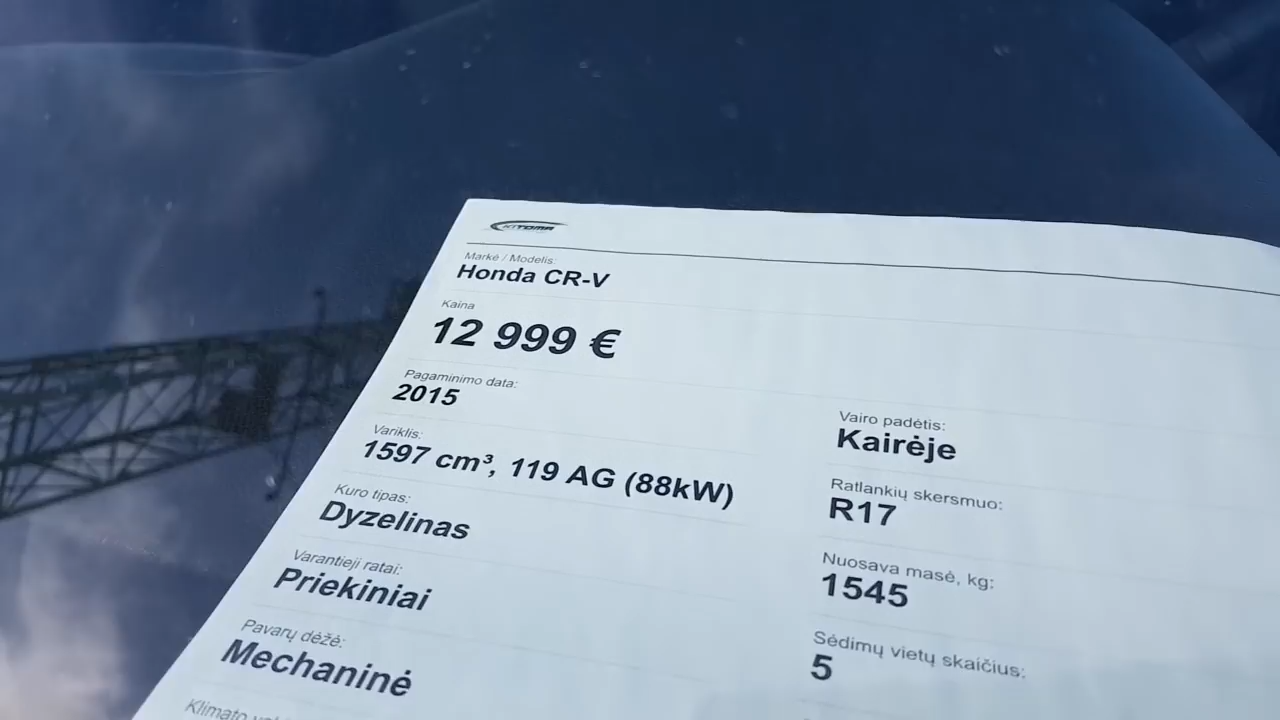 KITOMA
Markė / Modelis:
Honda CR-V
Kaina
12 999 €
Pagaminimo data:
2015
Variklis:
1597 cm³, 119 AG (88kW)
Kuro tipas:
Dyzelinas
Varantieji ratai:
Priekiniai
Pavarų dėžė:
Mechaninė
Klimato
Vairo padėtis:
Kairėje
Ratlankių skersmuo:
R17
Nuosava masė, kg:
1545
Sėdimų vietų skaičius:
5